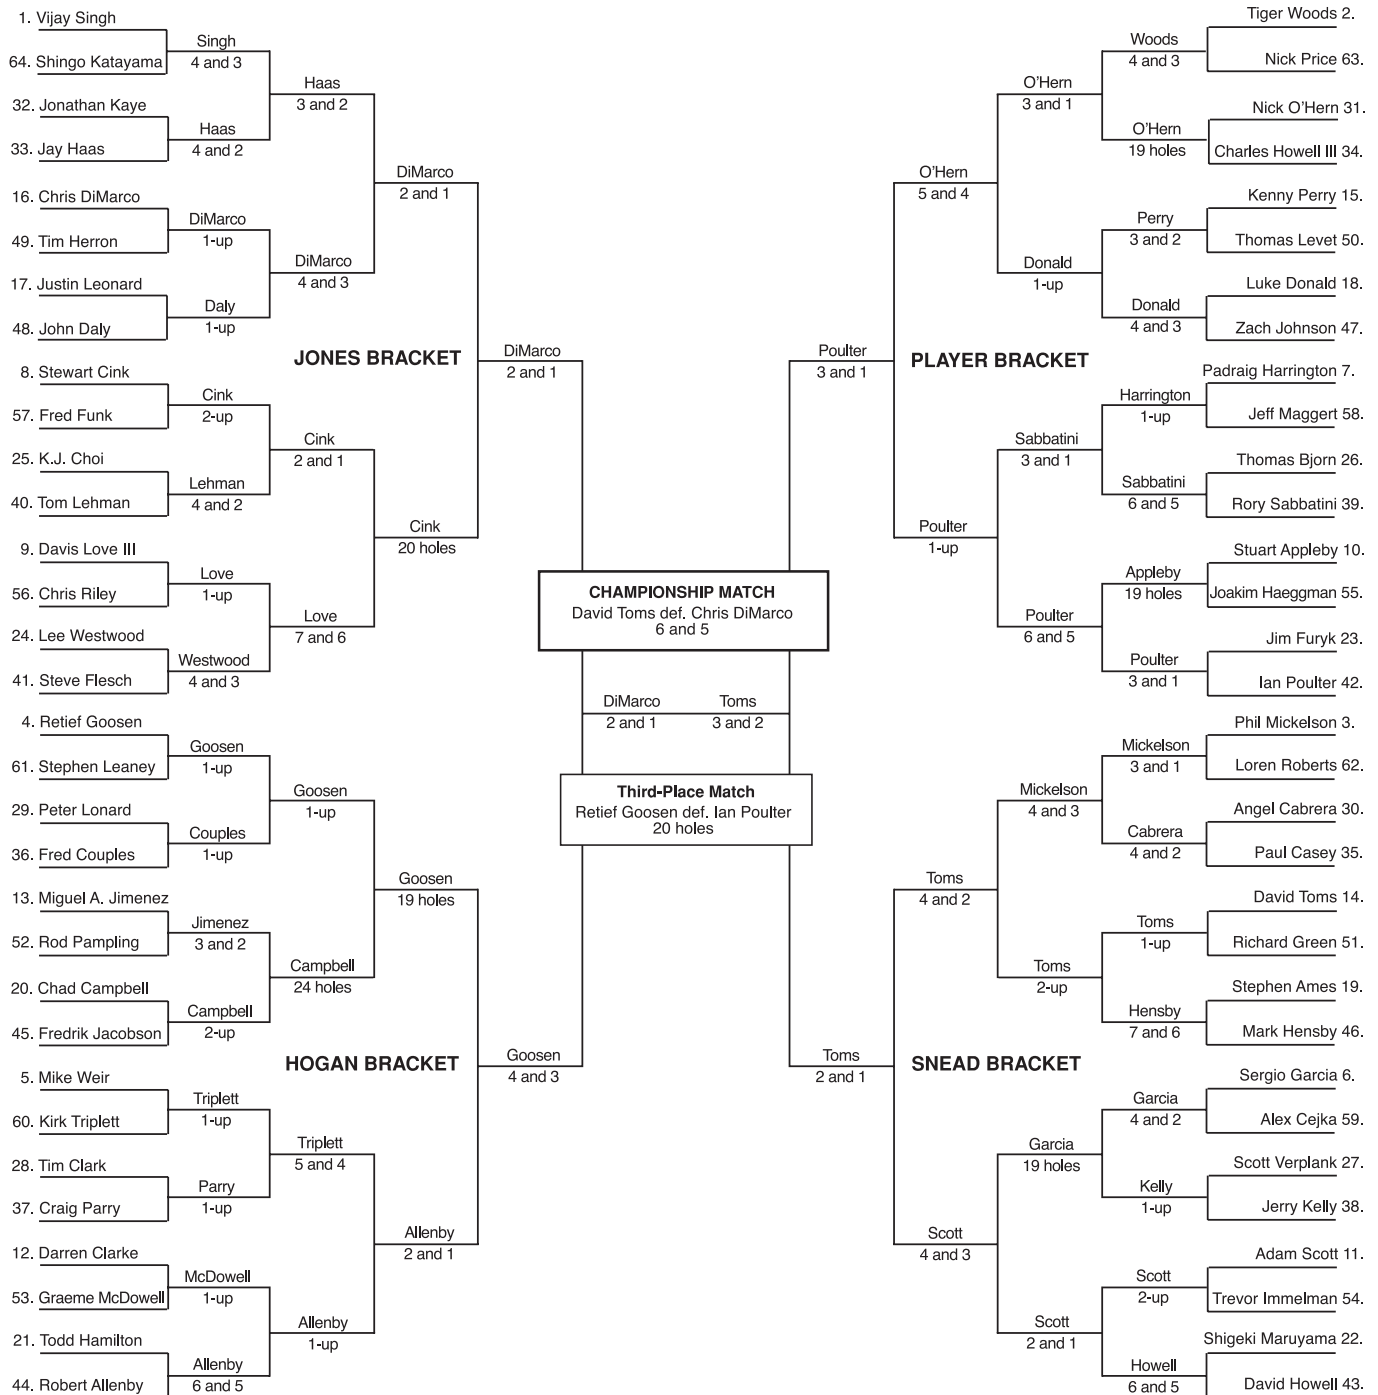 1. Vijay Singh
Singh
4 and 3
64. Shingo Katayama
Haas
3 and 2
32. Jonathan Kaye
Haas
4 and 2
33. Jay Haas
DiMarco
2 and 1
16. Chris DiMarco
DiMarco
1-up
49. Tim Herron
DiMarco
4 and 3
17. Justin Leonard
Daly
1-up
48. John Daly
JONES BRACKET
DiMarco
2 and 1
8. Stewart Cink
Cink
2-up
57. Fred Funk
Cink
2 and 1
25. K.J. Choi
Lehman
4 and 2
40. Tom Lehman
Cink
20 holes
9. Davis Love III
Love
1-up
56. Chris Riley
Love
7 and 6
24. Lee Westwood
Westwood
4 and 3
41. Steve Flesch
4. Retief Goosen
Goosen
1-up
61. Stephen Leaney
Goosen
1-up
29. Peter Lonard
Couples
1-up
36. Fred Couples
Goosen
19 holes
13. Miguel A. Jimenez
Jimenez
3 and 2
52. Rod Pampling
Campbell
24 holes
20. Chad Campbell
Campbell
2-up
45. Fredrik Jacobson
HOGAN BRACKET
Goosen
4 and 3
5. Mike Weir
Triplett
1-up
60. Kirk Triplett
Triplett
5 and 4
28. Tim Clark
Parry
1-up
37. Craig Parry
Allenby
2 and 1
12. Darren Clarke
McDowell
1-up
53. Graeme McDowell
Allenby
1-up
21. Todd Hamilton
Allenby
6 and 5
44. Robert Allenby
CHAMPIONSHIP MATCH
David Toms def. Chris DiMarco
6 and 5
DiMarco
2 and 1
Toms
3 and 2
Third-Place Match
Retief Goosen def. Ian Poulter
20 holes
Tiger Woods 2.
Woods
4 and 3
Nick Price 63.
O'Hern
3 and 1
Nick O'Hern 31.
O'Hern
19 holes
Charles Howell III 34.
O'Hern
5 and 4
Kenny Perry 15.
Perry
3 and 2
Thomas Levet 50.
Donald
1-up
Luke Donald 18.
Donald
4 and 3
Zach Johnson 47.
Poulter
3 and 1
PLAYER BRACKET
Padraig Harrington 7.
Harrington
1-up
Jeff Maggert 58.
Sabbatini
3 and 1
Thomas Bjorn 26.
Sabbatini
6 and 5
Rory Sabbatini 39.
Poulter
1-up
Stuart Appleby 10.
Appleby
19 holes
Joakim Haeggman 55.
Poulter
6 and 5
Jim Furyk 23.
Poulter
3 and 1
Ian Poulter 42.
Phil Mickelson 3.
Mickelson
3 and 1
Loren Roberts 62.
Mickelson
4 and 3
Angel Cabrera 30.
Cabrera
4 and 2
Paul Casey 35.
Toms
4 and 2
David Toms 14.
Toms
1-up
Richard Green 51.
Toms
2-up
Stephen Ames 19.
Hensby
7 and 6
Mark Hensby 46.
Toms
2 and 1
SNEAD BRACKET
Sergio Garcia 6.
Garcia
4 and 2
Alex Cejka 59.
Garcia
19 holes
Scott Verplank 27.
Kelly
1-up
Jerry Kelly 38.
Scott
4 and 3
Adam Scott 11.
Scott
2-up
Trevor Immelman 54.
Scott
2 and 1
Shigeki Maruyama 22.
Howell
6 and 5
David Howell 43.